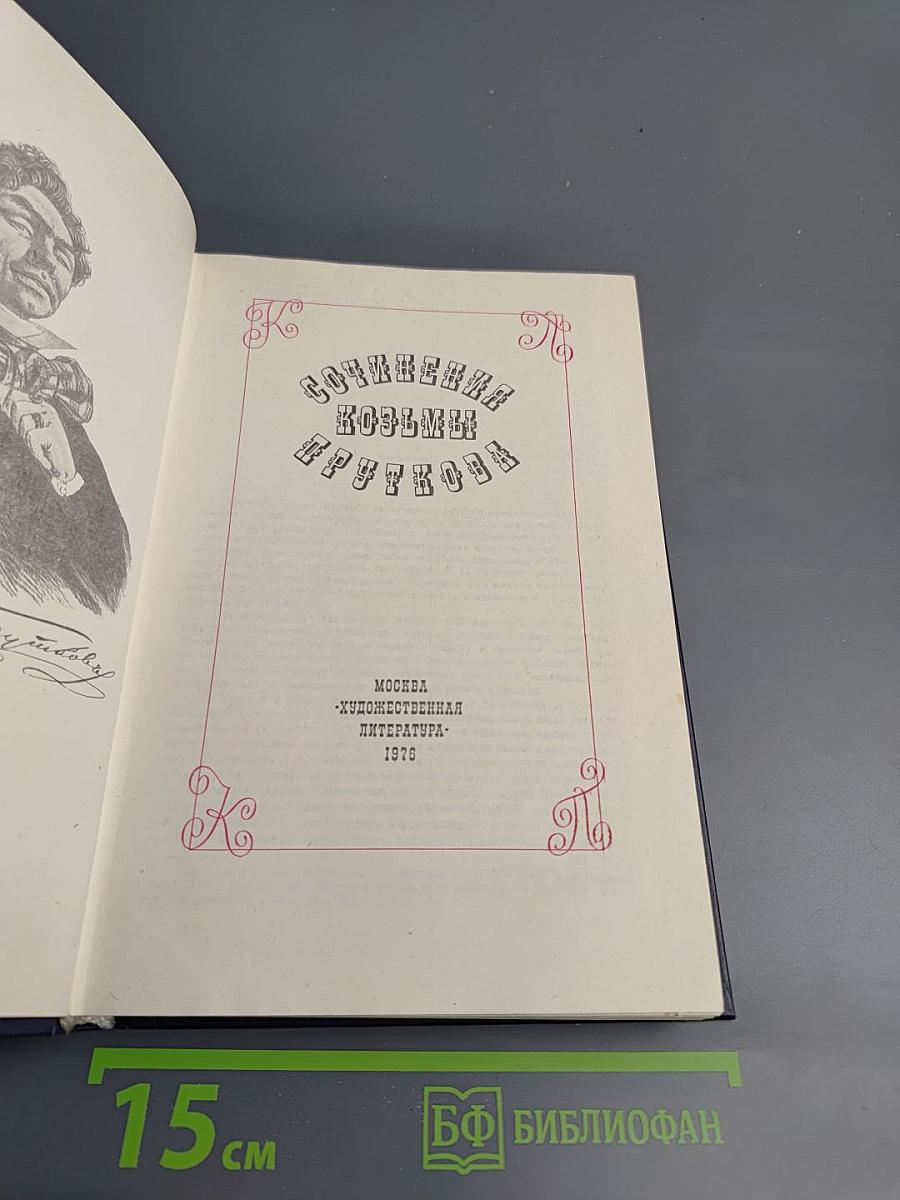 К П
СОЧИНЕНИЯ
КОЗЬМЫ
ПРУТКОВА
МОСКВА
«ХУДОЖЕСТВЕННАЯ
ЛИТЕРАТУРА»
1976
К П
15 см
БФ БИБЛИОФАН